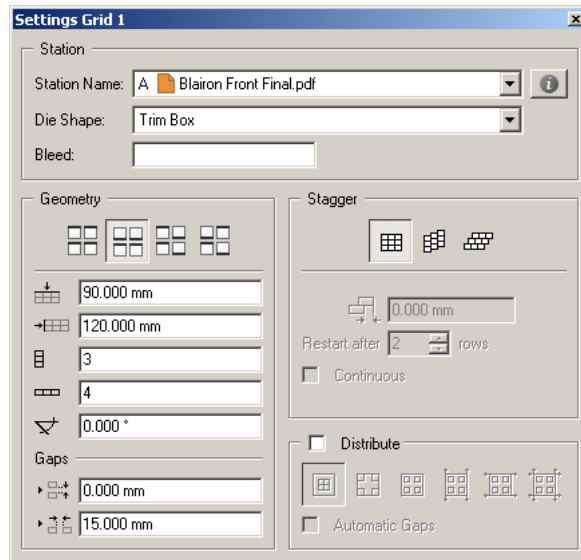 Settings Grid 1
Station
Station Name: A Blairon Front Final.pdf
Die Shape: Trim Box
Bleed:
Geometry
90.000 mm
120.000 mm
3
4
0.000 °
Gaps
0.000 mm
15.000 mm
Stagger
0.000 mm
Restart after 2 rows
Continuous
Distribute
Automatic Gaps